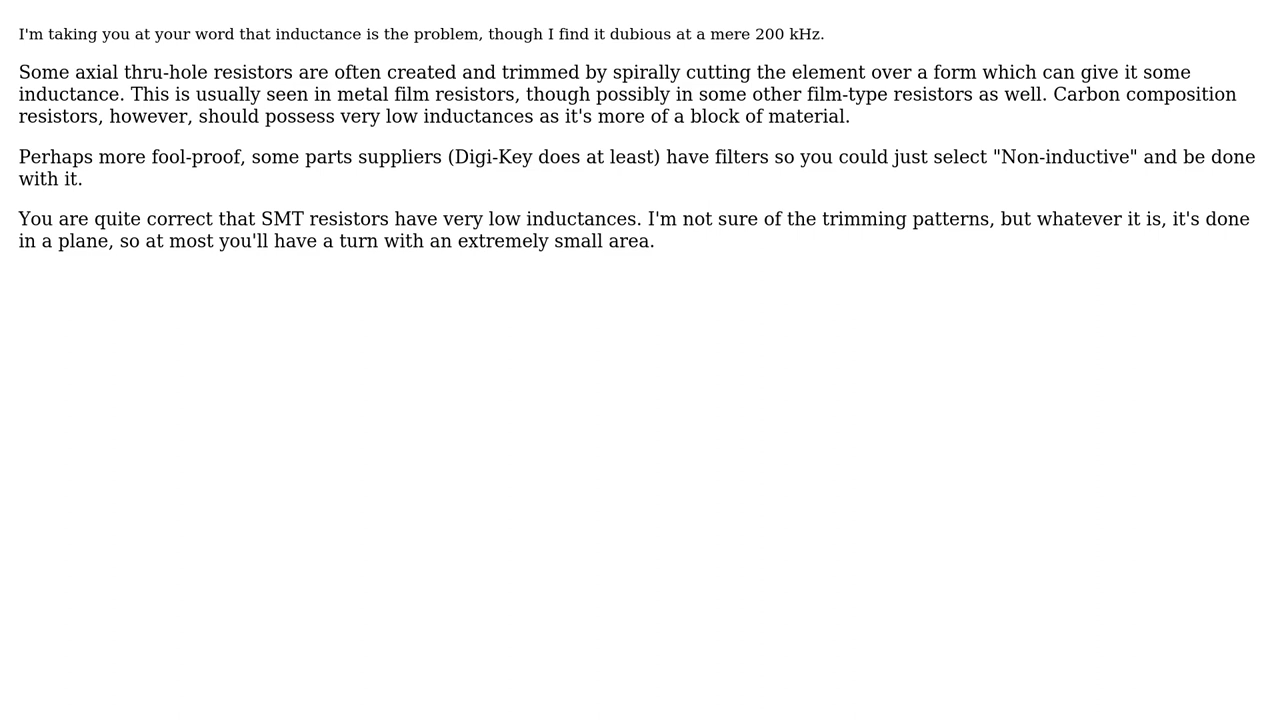 I'm taking you at your word that inductance is the problem, though I find it dubious at a mere 200 kHz.
Some axial thru-hole resistors are often created and trimmed by spirally cutting the element over a form which can give it some
inductance. This is usually seen in metal film resistors, though possibly in some other film-type resistors as well. Carbon composition
resistors, however, should possess very low inductances as it's more of a block of material.
Perhaps more fool-proof, some parts suppliers (Digi-Key does at least) have filters so you could just select "Non-inductive" and be done
with it.
You are quite correct that SMT resistors have very low inductances. I'm not sure of the trimming patterns, but whatever it is, it's done
in a plane, so at most you'll have a turn with an extremely small area.